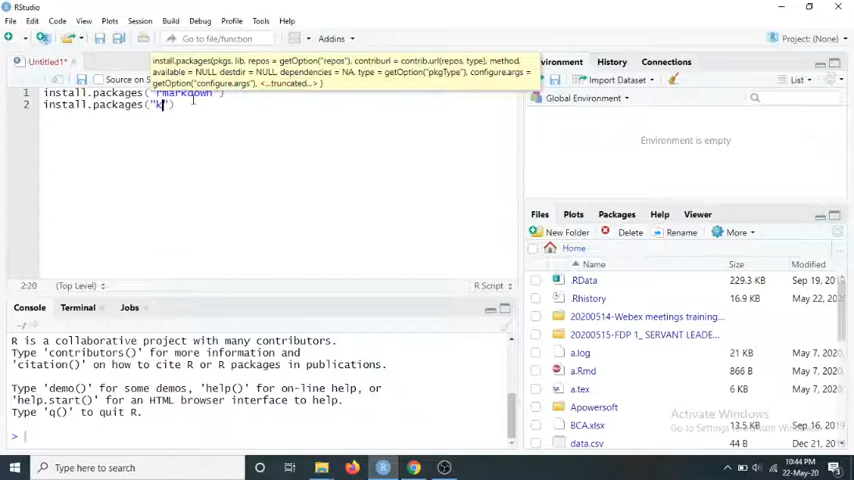 RStudio
File Edit Code View Plots Session Build Debug Profile Tools Help
Go to file/function
Addins
Project: (None)
Untitled1*
Source on S
install.packages(pkgs, lib, repos = getOption("repos"), contriburl = contrib.url(repos, type), method,
available = NULL, destdir = NULL, dependencies = NA, type = getOption("pkgType"), configure.args =
getOption("configure.args"), <...truncated...> )
1 install.packages("rmarkdown")
2 install.packages("k")
2:20 (Top Level) R Script
Environment History Connections
Import Dataset List
Global Environment
Environment is empty
Files Plots Packages Help Viewer
New Folder Delete Rename More
Home
Name Size Modified
.RData 229.3 KB Sep 19, 201
.Rhistory 16.9 KB May 22, 20
20200514-Webex meetings training...
20200515-FDP 1_ SERVANT LEADE...
a.log 21 KB May 7, 2020,
a.Rmd 866 B May 7, 2020,
a.tex 6 KB May 7, 2020,
Apowersoft
BCA.xlsx 13.5 KB Sep 16, 201
data.csv 44 B Dec 21, 201
Activate Windows
Go to Settings to activate Windows.
Console Terminal Jobs
~/
R is a collaborative project with many contributors.
Type 'contributors()' for more information and
'citation()' on how to cite R or R packages in publications.
Type 'demo()' for some demos, 'help()' for on-line help, or
'help.start()' for an HTML browser interface to help.
Type 'q()' to quit R.
>
Type here to search
10:44 PM
22-May-20